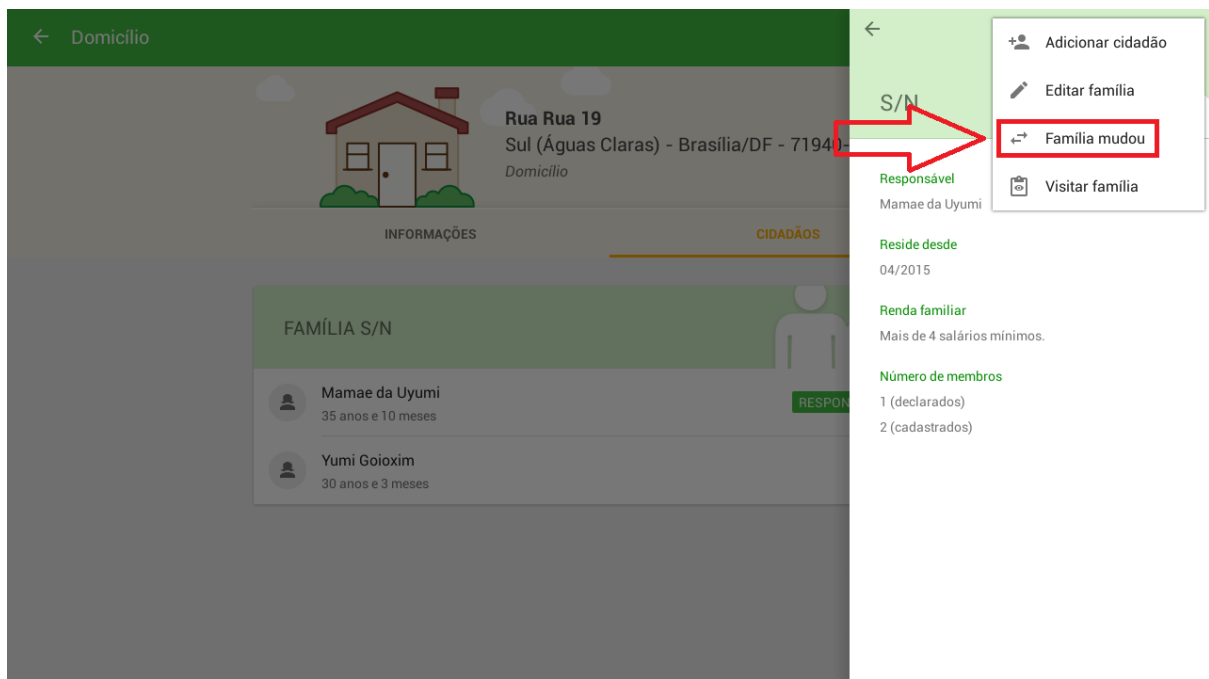 Domicílio
Rua Rua 19
Sul (Águas Claras) - Brasília/DF - 71940-
Domicílio
INFORMAÇÕES
CIDADÃOS
FAMÍLIA S/N
Mamae da Uyumi
35 anos e 10 meses
RESPON
Yumi Goioxim
30 anos e 3 meses
S/N
Adicionar cidadão
Editar família
Família mudou
Visitar família
Responsável
Mamae da Uyumi
Reside desde
04/2015
Renda familiar
Mais de 4 salários mínimos.
Número de membros
1 (declarados)
2 (cadastrados)